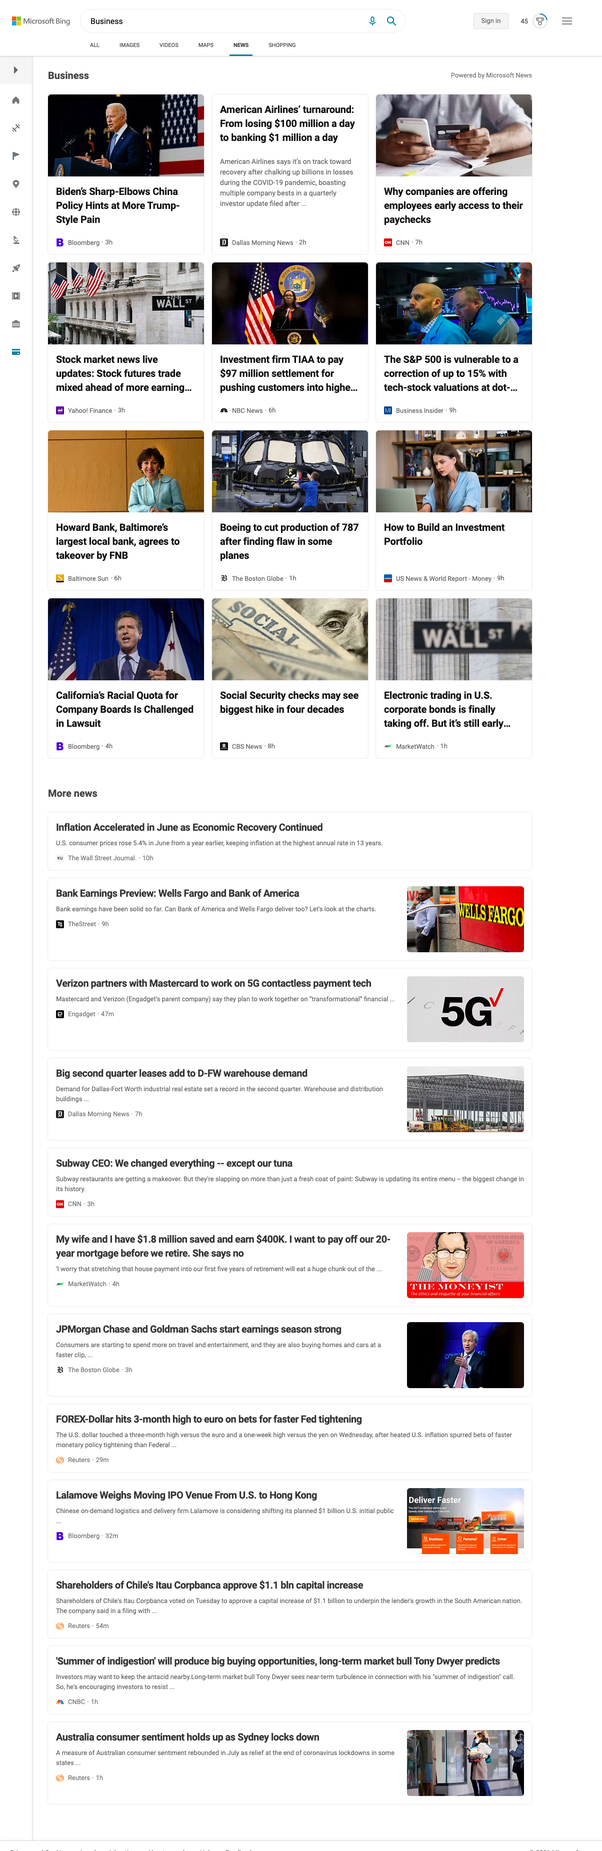 Microsoft Bing
Business
Sign in
45
ALL
IMAGES
VIDEOS
MAPS
NEWS
SHOPPING
Business
Powered by Microsoft News
Biden's Sharp-Elbows China
Policy Hints at More Trump-
Style Pain
Bloomberg · 3h
American Airlines' turnaround:
From losing $100 million a day
to banking $1 million a day
American Airlines says it's on track toward
recovery after chalking up billions in losses
during the COVID-19 pandemic, boasting
multiple company bests in a quarterly
investor update filed after ...
Dallas Morning News · 2h
Why companies are offering
employees early access to their
paychecks
CNN · 7h
WALL ST
Stock market news live
updates: Stock futures trade
mixed ahead of more earning...
Yahoo! Finance · 3h
Investment firm TIAA to pay
$97 million settlement for
pushing customers into highe...
NBC News · 6h
The S&P 500 is vulnerable to a
correction of up to 15% with
tech-stock valuations at dot-...
Business Insider · 9h
Howard Bank, Baltimore's
largest local bank, agrees to
takeover by FNB
Baltimore Sun · 6h
Boeing to cut production of 787
after finding flaw in some
planes
The Boston Globe · 1h
How to Build an Investment
Portfolio
US News & World Report - Money · 9h
California's Racial Quota for
Company Boards Is Challenged
in Lawsuit
Bloomberg · 4h
SOCIAL
Social Security checks may see
biggest hike in four decades
CBS News · 8h
WALL ST
Electronic trading in U.S.
corporate bonds is finally
taking off. But it's still early...
MarketWatch · 1h
More news
Inflation Accelerated in June as Economic Recovery Continued
U.S. consumer prices rose 5.4% in June from a year earlier, keeping inflation at the highest annual rate in 13 years.
The Wall Street Journal. · 10h
Bank Earnings Preview: Wells Fargo and Bank of America
Bank earnings have been solid so far. Can Bank of America and Wells Fargo deliver too? Let's look at the charts.
TheStreet · 9h
WELLS FARGO
Verizon partners with Mastercard to work on 5G contactless payment tech
Mastercard and Verizon (Engadget's parent company) say they plan to work together on "transformational" financial ...
Engadget · 47m
5G
Big second quarter leases add to D-FW warehouse demand
Demand for Dallas-Fort Worth industrial real estate set a record in the second quarter. Warehouse and distribution
buildings ...
Dallas Morning News · 7h
Subway CEO: We changed everything -- except our tuna
Subway restaurants are getting a makeover. But they're slapping on more than just a fresh coat of paint: Subway is updating its entire menu – the biggest change in
its history.
CNN · 3h
My wife and I have $1.8 million saved and earn $400K. I want to pay off our 20-
year mortgage before we retire. She says no
'I worry that stretching that house payment into our first five years of retirement will eat a huge chunk out of the ...
MarketWatch · 4h
THE MONEYIST
The ethics and etiquette of your financial affairs
JPMorgan Chase and Goldman Sachs start earnings season strong
Consumers are starting to spend more on travel and entertainment, and they are also buying homes and cars at a
faster clip, ...
The Boston Globe · 3h
FOREX-Dollar hits 3-month high to euro on bets for faster Fed tightening
The U.S. dollar touched a three-month high versus the euro and a one-week high versus the yen on Wednesday, after heated U.S. inflation spurred bets of faster
monetary policy tightening than Federal ...
Reuters · 29m
Lalamove Weighs Moving IPO Venue From U.S. to Hong Kong
Chinese on-demand logistics and delivery firm Lalamove is considering shifting its planned $1 billion U.S. initial public
...
Bloomberg · 32m
Deliver Faster
Shareholders of Chile's Itau Corpbanca approve $1.1 bln capital increase
Shareholders of Chile's Itau Corpbanca voted on Tuesday to approve a capital increase of $1.1 billion to underpin the lender's growth in the South American nation.
The company said in a filing with ...
Reuters · 54m
'Summer of indigestion' will produce big buying opportunities, long-term market bull Tony Dwyer predicts
Investors may want to keep the antacid nearby.Long-term market bull Tony Dwyer sees near-term turbulence in connection with his "summer of indigestion" call.
So, he's encouraging investors to resist ...
CNBC · 1h
Australia consumer sentiment holds up as Sydney locks down
A measure of Australian consumer sentiment rebounded in July as relief at the end of coronavirus lockdowns in some
states ...
Reuters · 1h